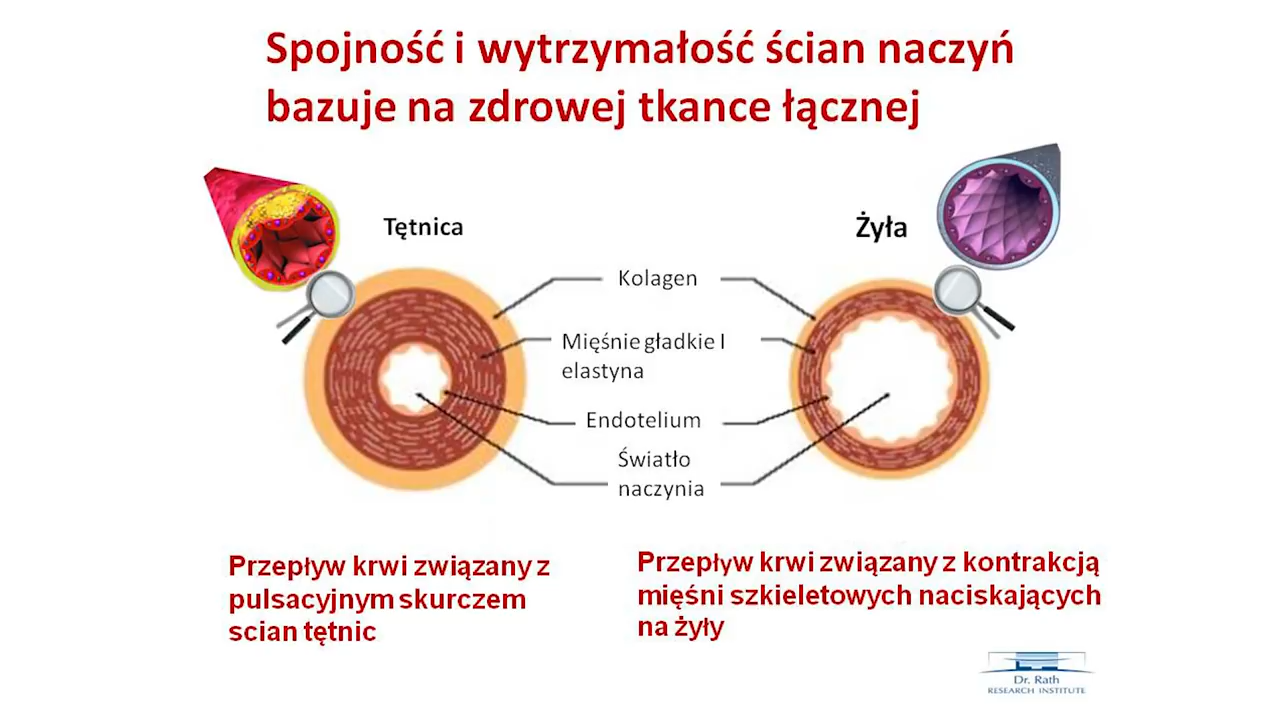 Spojność i wytrzymałość ścian naczyń
bazuje na zdrowej tkance łącznej
Tętnica
Żyła
Kolagen
Mięśnie gładkie I
elastyna
Endotelium
Światło
naczynia
Przepływ krwi związany z
pulsacyjnym skurczem
scian tętnic
Przepływ krwi związany z kontrakcją
mięśni szkieletowych naciskających
na żyły
Dr. Rath
RESEARCH INSTITUTE